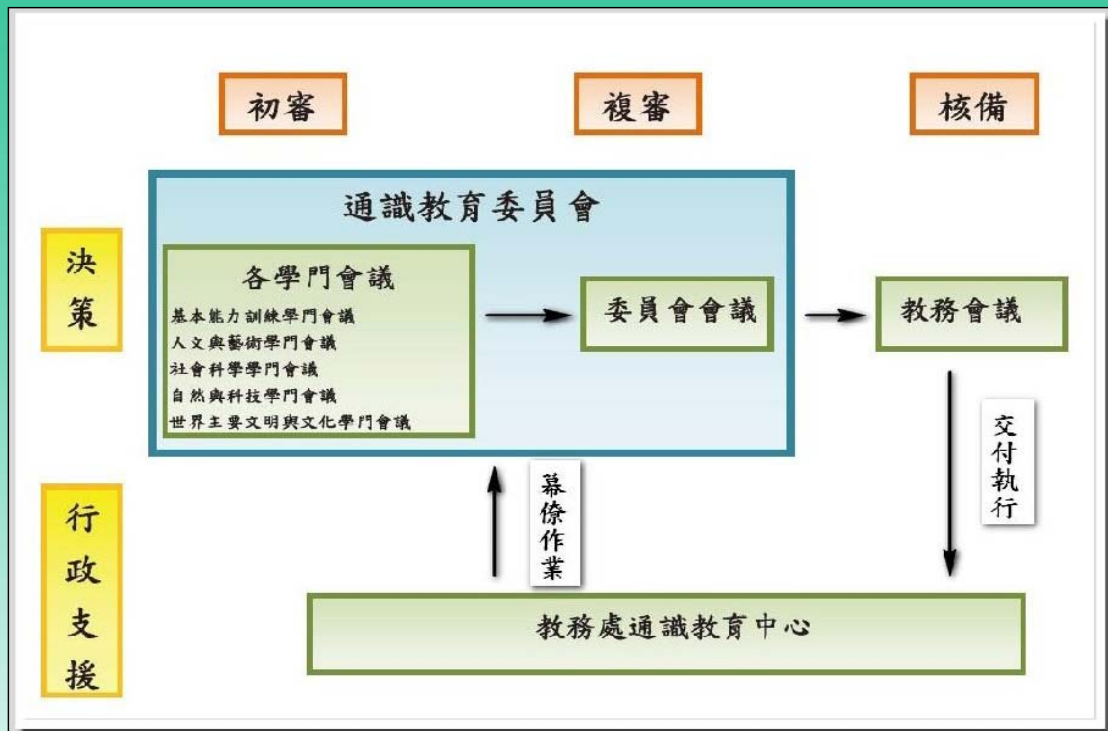 初審
複審
核備
決策
通識教育委員會
各學門會議
基本能力訓練學門會議
人文與藝術學門會議
社會科學學門會議
自然與科技學門會議
世界主要文明與文化學門會議
委員會會議
教務會議
行政支援
幕僚作業
交付執行
教務處通識教育中心